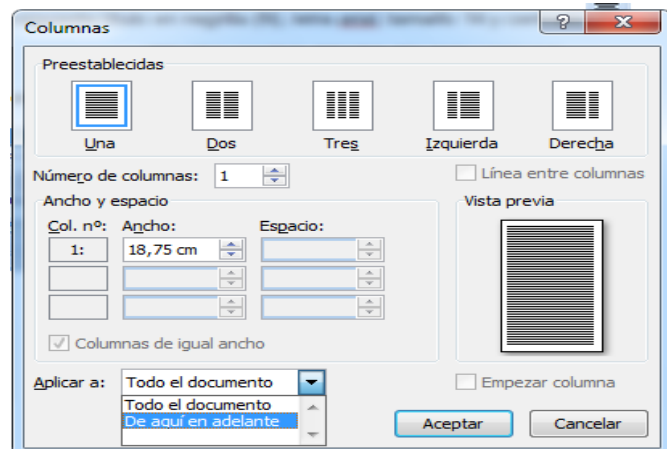 Columnas
Preestablecidas
Una Dos Tres Izquierda Derecha
Número de columnas: 1 Línea entre columnas
Ancho y espacio Vista previa
Col. nº: Ancho: Espacio:
1: 18,75 cm
Columnas de igual ancho
Aplicar a: Todo el documento Empezar columna
Todo el documento
De aquí en adelante Aceptar Cancelar